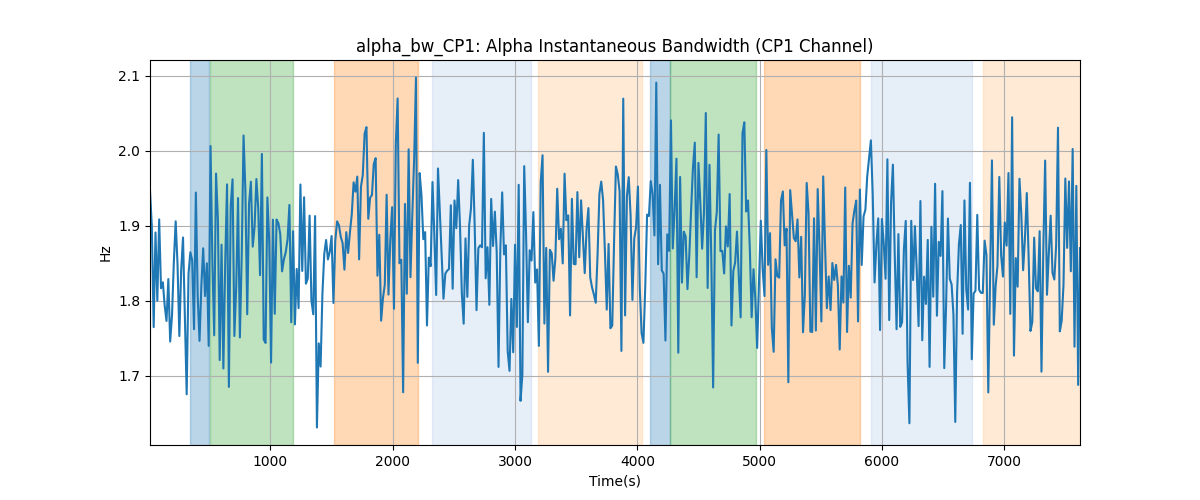 alpha_bw_CP1: Alpha Instantaneous Bandwidth (CP1 Channel)
2.1
2.0
1.9
1.8
1.7
Hz
1000 2000 3000 4000 5000 6000 7000
Time(s)